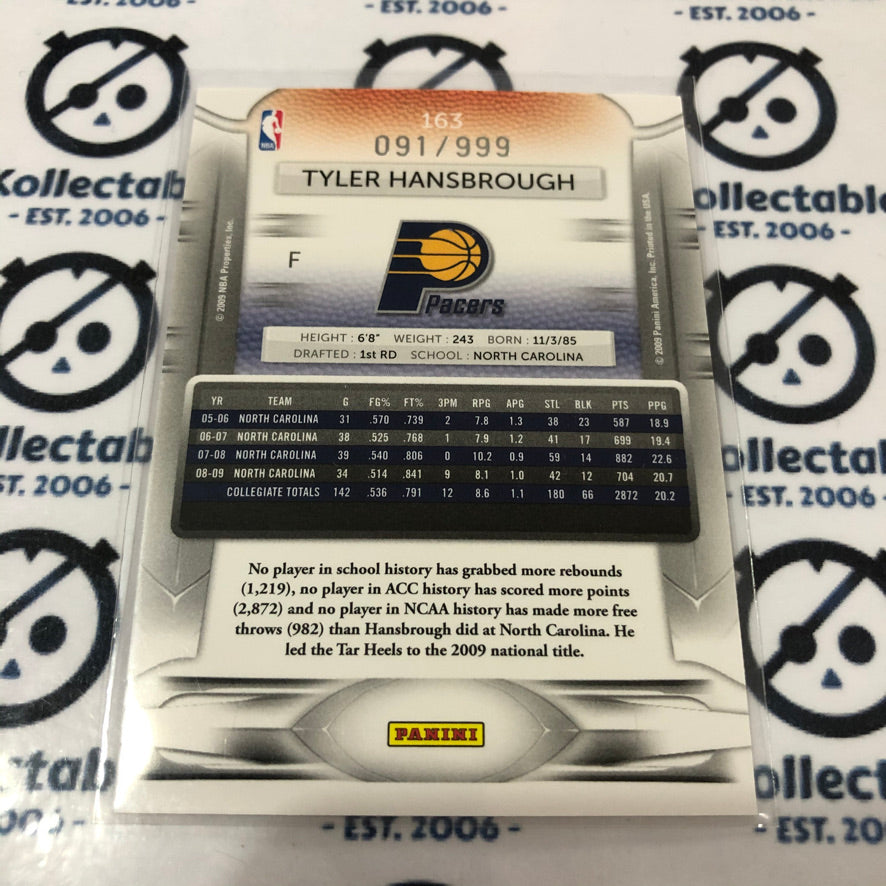 - EST. 2006 -
- EST. 2006 -
Kollectab
- EST. 2006 -
ollectable
EST. 2006 -
llectab
ST. 2006 -
ollectabl
EST. 2006 -
163
091/999
NBA
TYLER HANSBROUGH
F
Pacers
© 2009 NBA Properties, Inc.
© 2009 Panini America, Inc. Printed in the USA.
HEIGHT : 6'8" WEIGHT : 243 BORN : 11/3/85
DRAFTED : 1st RD SCHOOL : NORTH CAROLINA
YR TEAM G FG% FT% 3PM RPG APG STL BLK PTS PPG
05-06 NORTH CAROLINA 31 .570 .739 2 7.8 1.3 38 23 587 18.9
06-07 NORTH CAROLINA 38 .525 .768 1 7.9 1.2 41 17 699 19.4
07-08 NORTH CAROLINA 39 .540 .806 0 10.2 0.9 59 14 882 22.6
08-09 NORTH CAROLINA 34 .514 .841 9 8.1 1.0 42 12 704 20.7
COLLEGIATE TOTALS 142 .536 .791 12 8.6 1.1 180 66 2872 20.2
No player in school history has grabbed more rebounds
(1,219), no player in ACC history has scored more points
(2,872) and no player in NCAA history has made more free
throws (982) than Hansbrough did at North Carolina. He
led the Tar Heels to the 2009 national title.
PANINI
tab
006 -
ollect
EST. 20
- EST. 2006 -